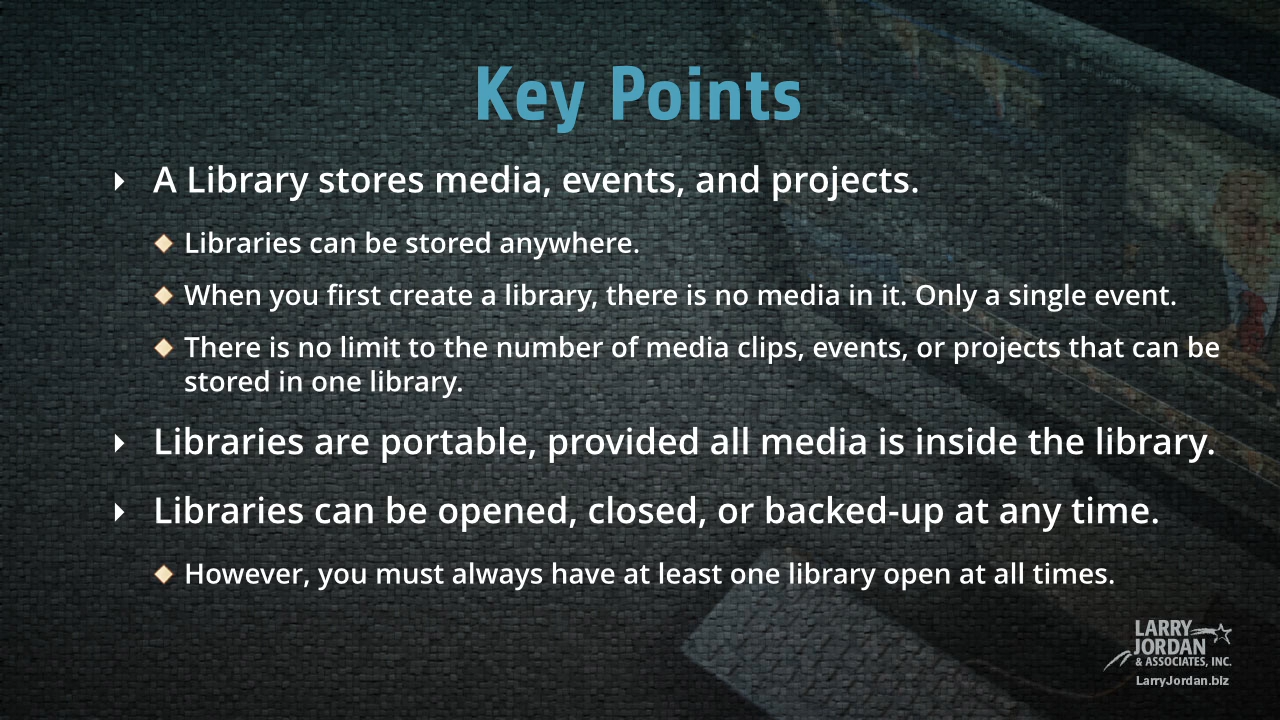 Key Points
A Library stores media, events, and projects.
Libraries can be stored anywhere.
When you first create a library, there is no media in it. Only a single event.
There is no limit to the number of media clips, events, or projects that can be
stored in one library.
Libraries are portable, provided all media is inside the library.
Libraries can be opened, closed, or backed-up at any time.
However, you must always have at least one library open at all times.
LARRY
JORDAN
& ASSOCIATES, INC.
LarryJordan.biz